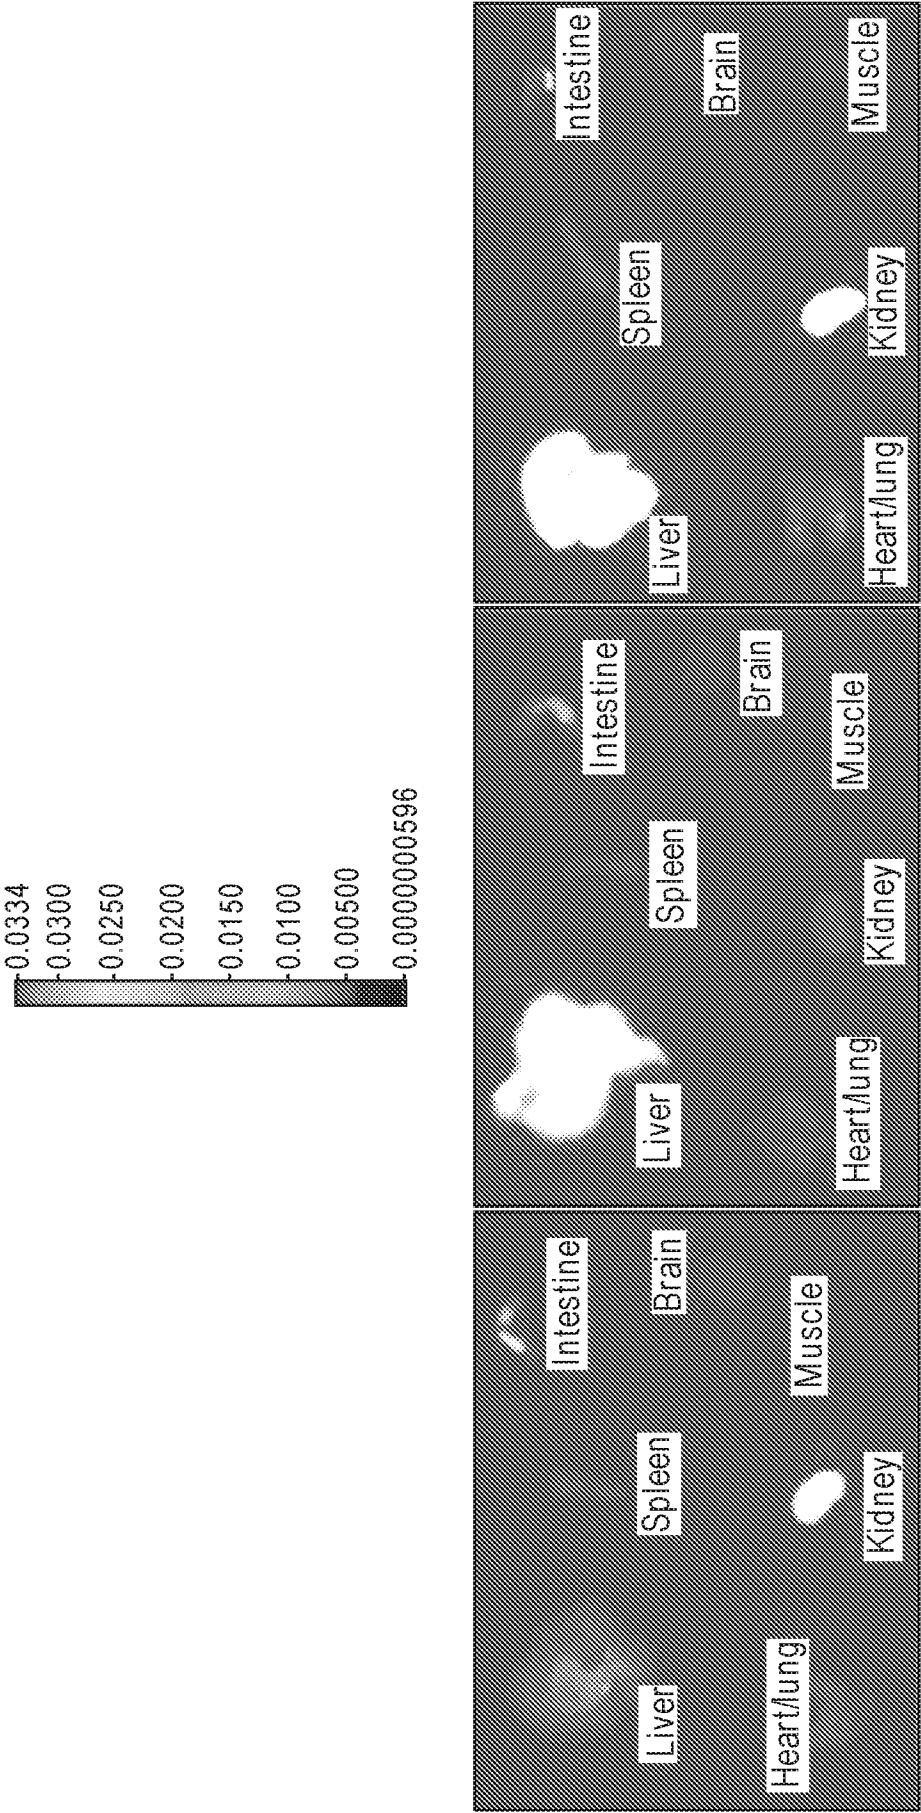 0.0334
0.0300
0.0250
0.0200
0.0150
0.0100
0.00500
0.0000000596
Intestine
Liver
Spleen
Brain
Heart/lung
Muscle
Kidney
Intestine
Liver
Spleen
Brain
Heart/lung
Kidney
Muscle
Intestine
Liver
Spleen
Brain
Heart/lung
Kidney
Muscle